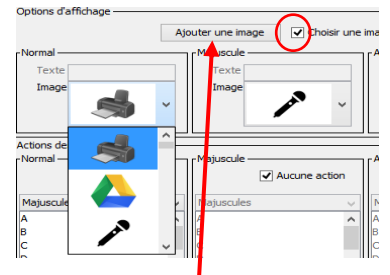 Options d'affichage
Ajouter une image
Choisir une ima
Normal
Majuscule
A
Texte
Texte
Image
Image
Actions de
Normal
Majuscule
A
Aucune action
Majuscule
Majuscules
M
A
A
A
B
B
B
C
C
C